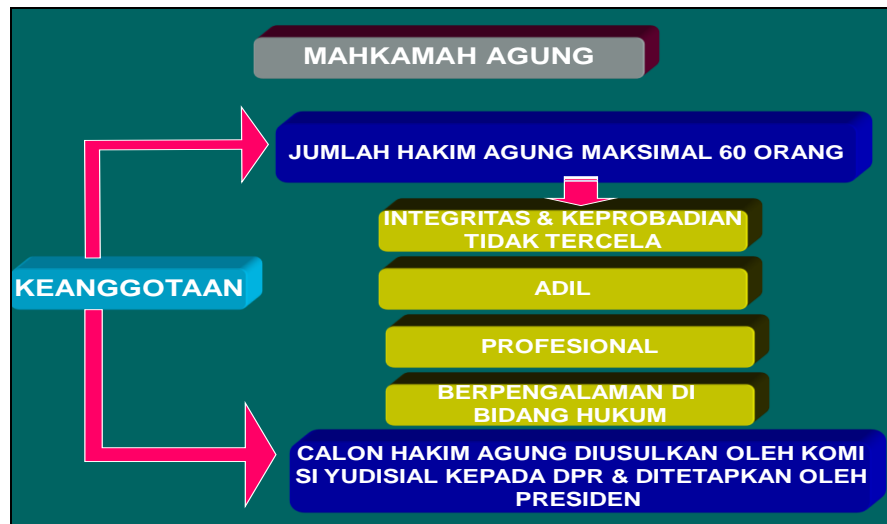 MAHKAMAH AGUNG
JUMLAH HAKIM AGUNG MAKSIMAL 60 ORANG
INTEGRITAS & KEPROBADIAN
TIDAK TERCELA
KEANGGOTAAN
ADIL
PROFESIONAL
BERPENGALAMAN DI
BIDANG HUKUM
CALON HAKIM AGUNG DIUSULKAN OLEH KOMI
SI YUDISIAL KEPADA DPR & DITETAPKAN OLEH
PRESIDEN